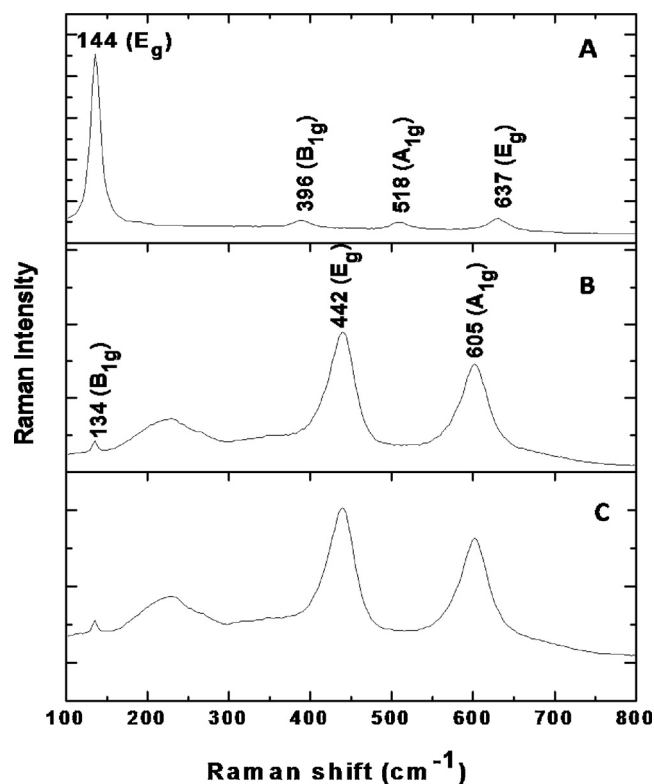 144 (Eg)
A
396 (B1g)
518 (A1g)
637 (Eg)
B
134 (B1g)
442 (Eg)
605 (A1g)
C
Raman Intensity
100 200 300 400 500 600 700 800
Raman shift (cm-1)